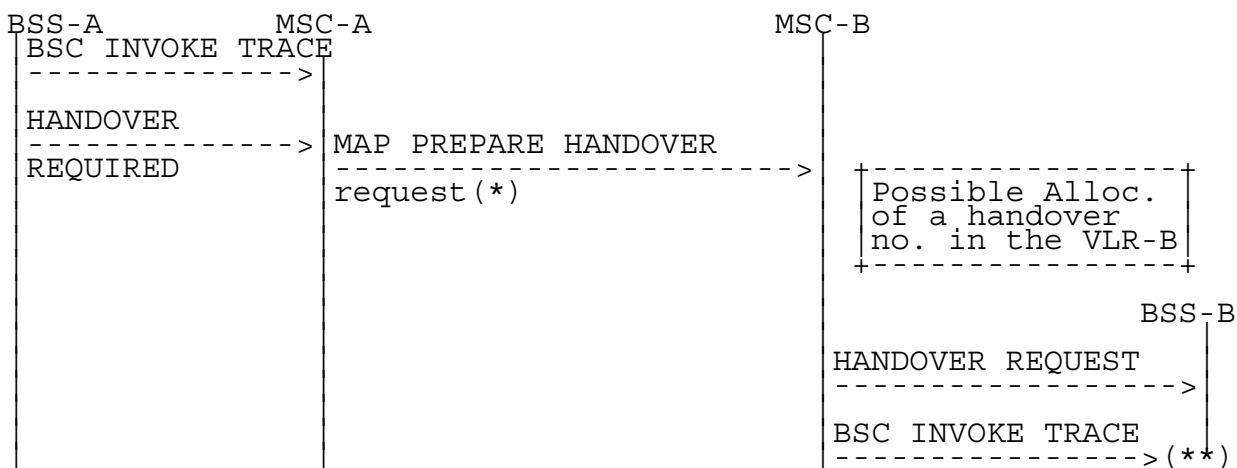 BSS-A MSC-A MSC-B
BSC INVOKE TRACE
HANDOVER
REQUIRED
MAP PREPARE HANDOVER
request(*)
Possible Alloc.
of a handover
no. in the VLR-B
BSS-B
HANDOVER REQUEST
BSC INVOKE TRACE
(**)